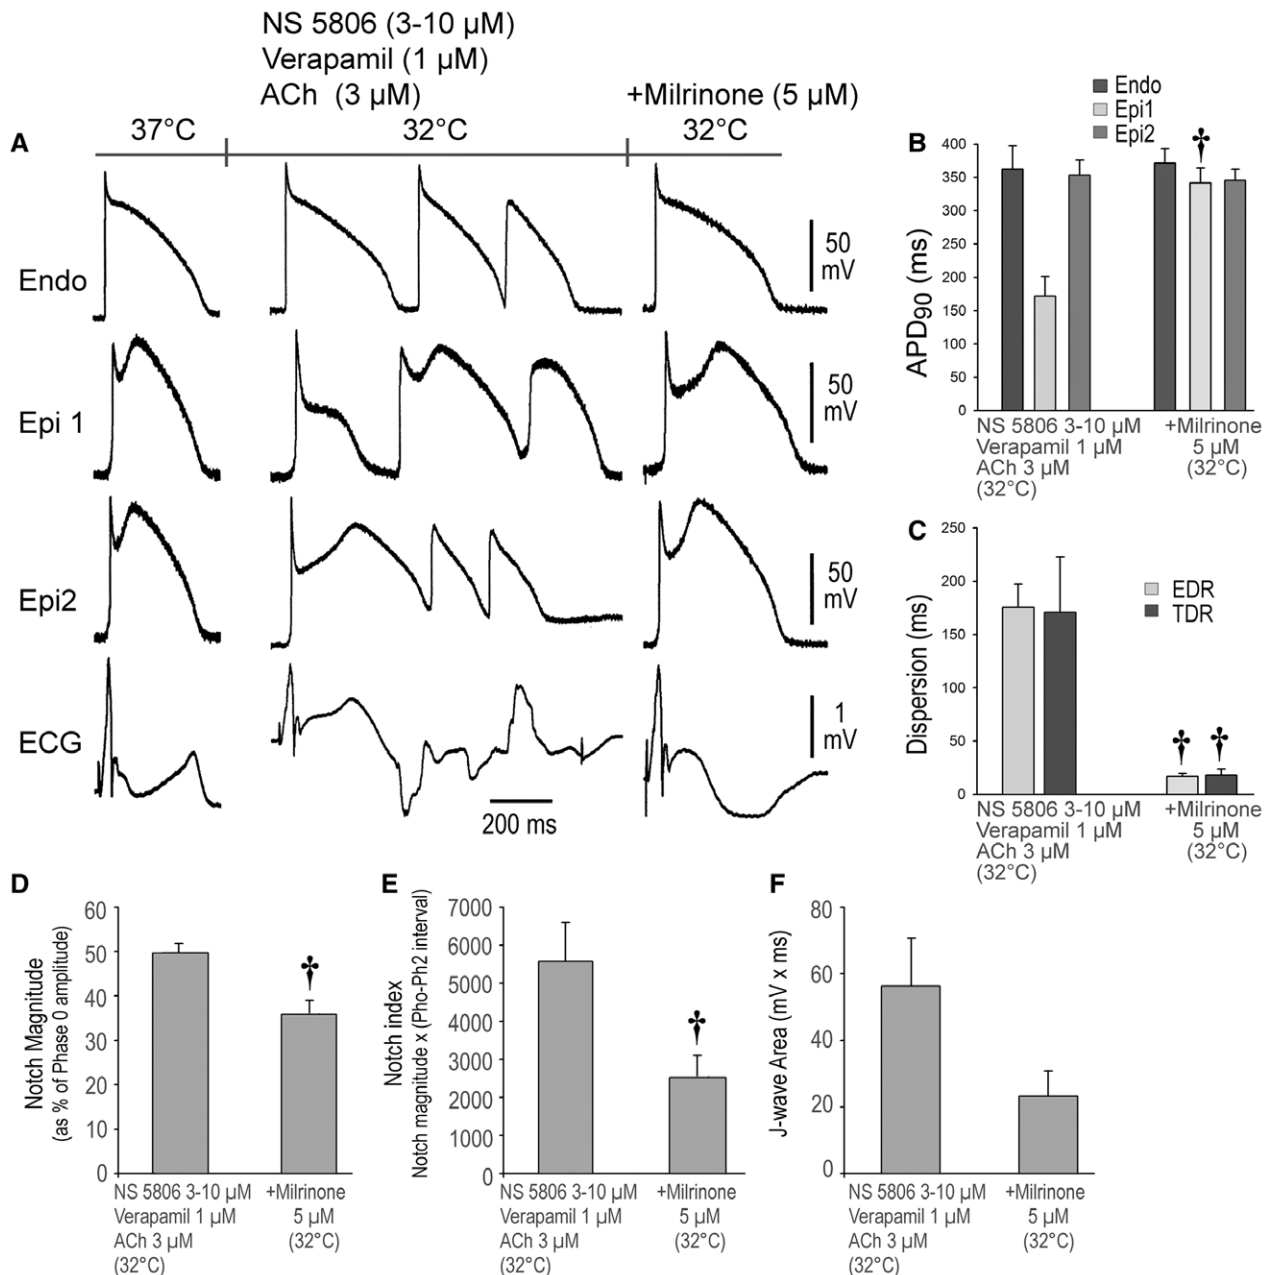 NS 5806 (3-10 µM)
Verapamil (1 µM)
ACh (3 µM)
+Milrinone (5 µM)
37°C
32°C
32°C
A
Endo
50
mV
Epi 1
50
mV
Epi2
50
mV
ECG
1
mV
200 ms
B
Endo
Epi1
Epi2
†
APD90 (ms)
400
350
300
250
200
150
100
50
0
NS 5806 3-10 µM
Verapamil 1 µM
ACh 3 µM
(32°C)
+Milrinone
5 µM
(32°C)
C
Dispersion (ms)
250
200
150
100
50
0
EDR
TDR
† †
NS 5806 3-10 µM
Verapamil 1 µM
ACh 3 µM
(32°C)
+Milrinone
5 µM
(32°C)
D
Notch Magnitude
(as % of Phase 0 amplitude)
60
50
40
30
20
10
0
†
NS 5806 3-10 µM
Verapamil 1 µM
ACh 3 µM
(32°C)
+Milrinone
5 µM
(32°C)
E
Notch index
Notch magnitude x (Pho-Ph2 interval)
7000
6000
5000
4000
3000
2000
1000
0
†
NS 5806 3-10 µM
Verapamil 1 µM
ACh 3 µM
(32°C)
+Milrinone
5 µM
(32°C)
F
J-wave Area (mV x ms)
80
60
40
20
0
NS 5806 3-10 µM
Verapamil 1 µM
ACh 3 µM
(32°C)
+Milrinone
5 µM
(32°C)